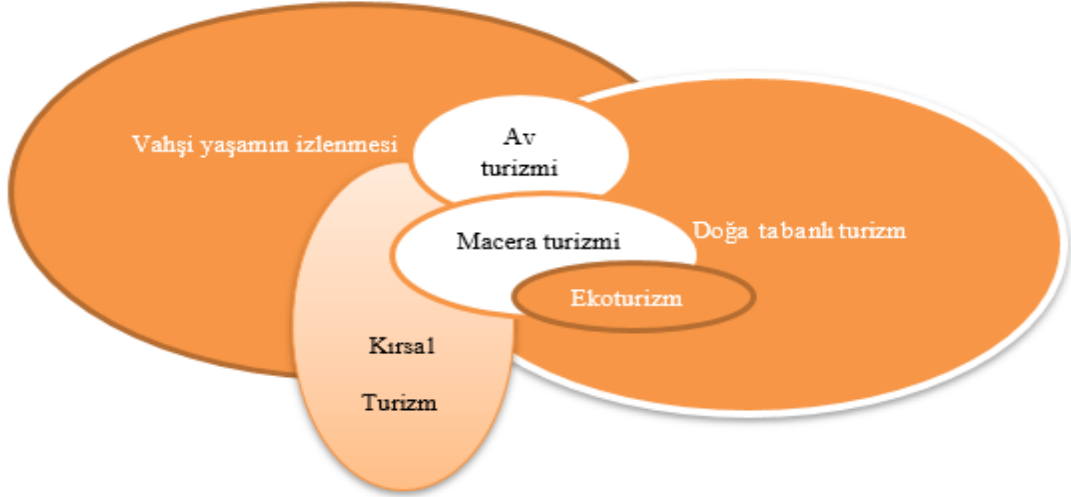 Av
turizmi
Vahşi yaşamın izlenmesi
Macera turizmi
Doğa tabanlı turizm
Ekoturizm
Kırsal
Turizm